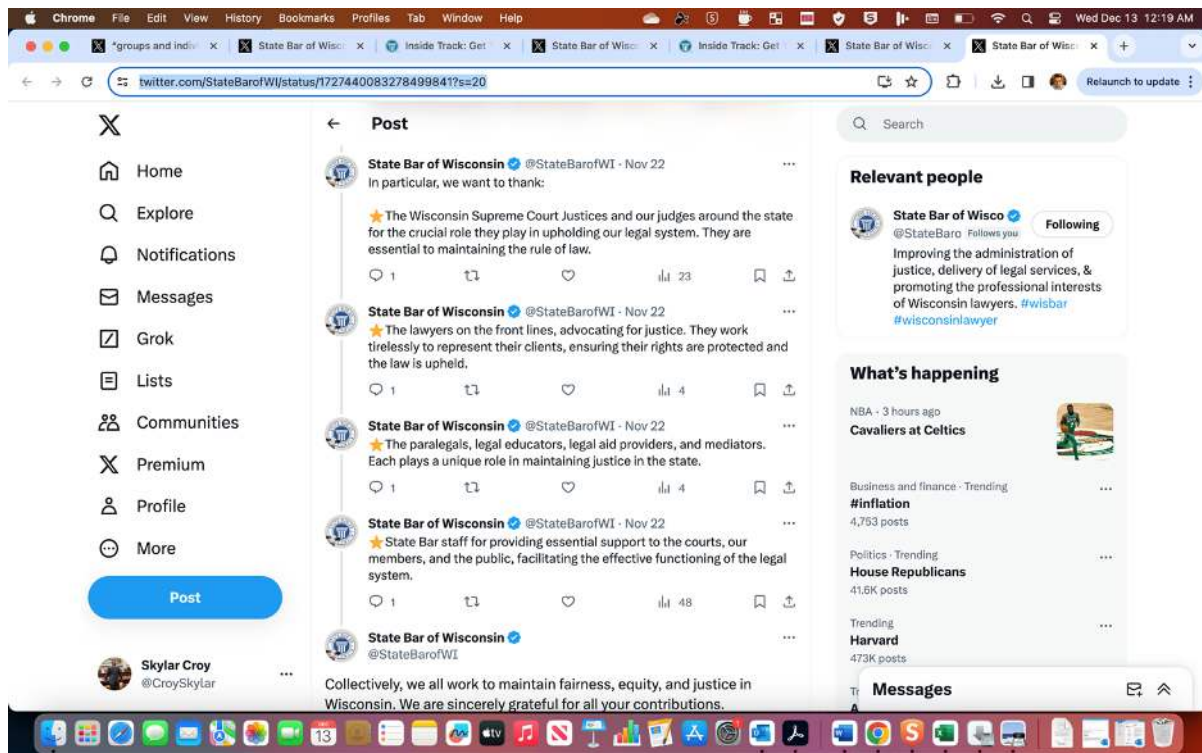 Chrome File Edit View History Bookmarks Profiles Tab Window Help Wed Dec 13 12:19 AM
*groups and indiv State Bar of Wisc Inside Track: Get State Bar of Wisc Inside Track: Get State Bar of Wisc State Bar of Wisc
twitter.com/StateBarofWI/status/1727440083278499841?s=20 Relaunch to update
Home
Explore
Notifications
Messages
Grok
Lists
Communities
Premium
Profile
More
Post
Skylar Croy
@CroySkylar
Post
State Bar of Wisconsin @StateBarofWI · Nov 22
In particular, we want to thank:
⭐The Wisconsin Supreme Court Justices and our judges around the state
for the crucial role they play in upholding our legal system. They are
essential to maintaining the rule of law.
1 23
State Bar of Wisconsin @StateBarofWI · Nov 22
⭐The lawyers on the front lines, advocating for justice. They work
tirelessly to represent their clients, ensuring their rights are protected and
the law is upheld.
1 4
State Bar of Wisconsin @StateBarofWI · Nov 22
⭐The paralegals, legal educators, legal aid providers, and mediators.
Each plays a unique role in maintaining justice in the state.
1 4
State Bar of Wisconsin @StateBarofWI · Nov 22
⭐State Bar staff for providing essential support to the courts, our
members, and the public, facilitating the effective functioning of the legal
system.
1 48
State Bar of Wisconsin
@StateBarofWI
Collectively, we all work to maintain fairness, equity, and justice in
Wisconsin. We are sincerely grateful for all your contributions.
Search
Relevant people
State Bar of Wisco
@StateBaro Follows you
Following
Improving the administration of
justice, delivery of legal services, &
promoting the professional interests
of Wisconsin lawyers. #wisbar
#wisconsinlawyer
What's happening
NBA · 3 hours ago
Cavaliers at Celtics
Business and finance · Trending
#inflation
4,753 posts
Politics · Trending
House Republicans
41.6K posts
Trending
Harvard
473K posts
Messages
DEC
13
tv